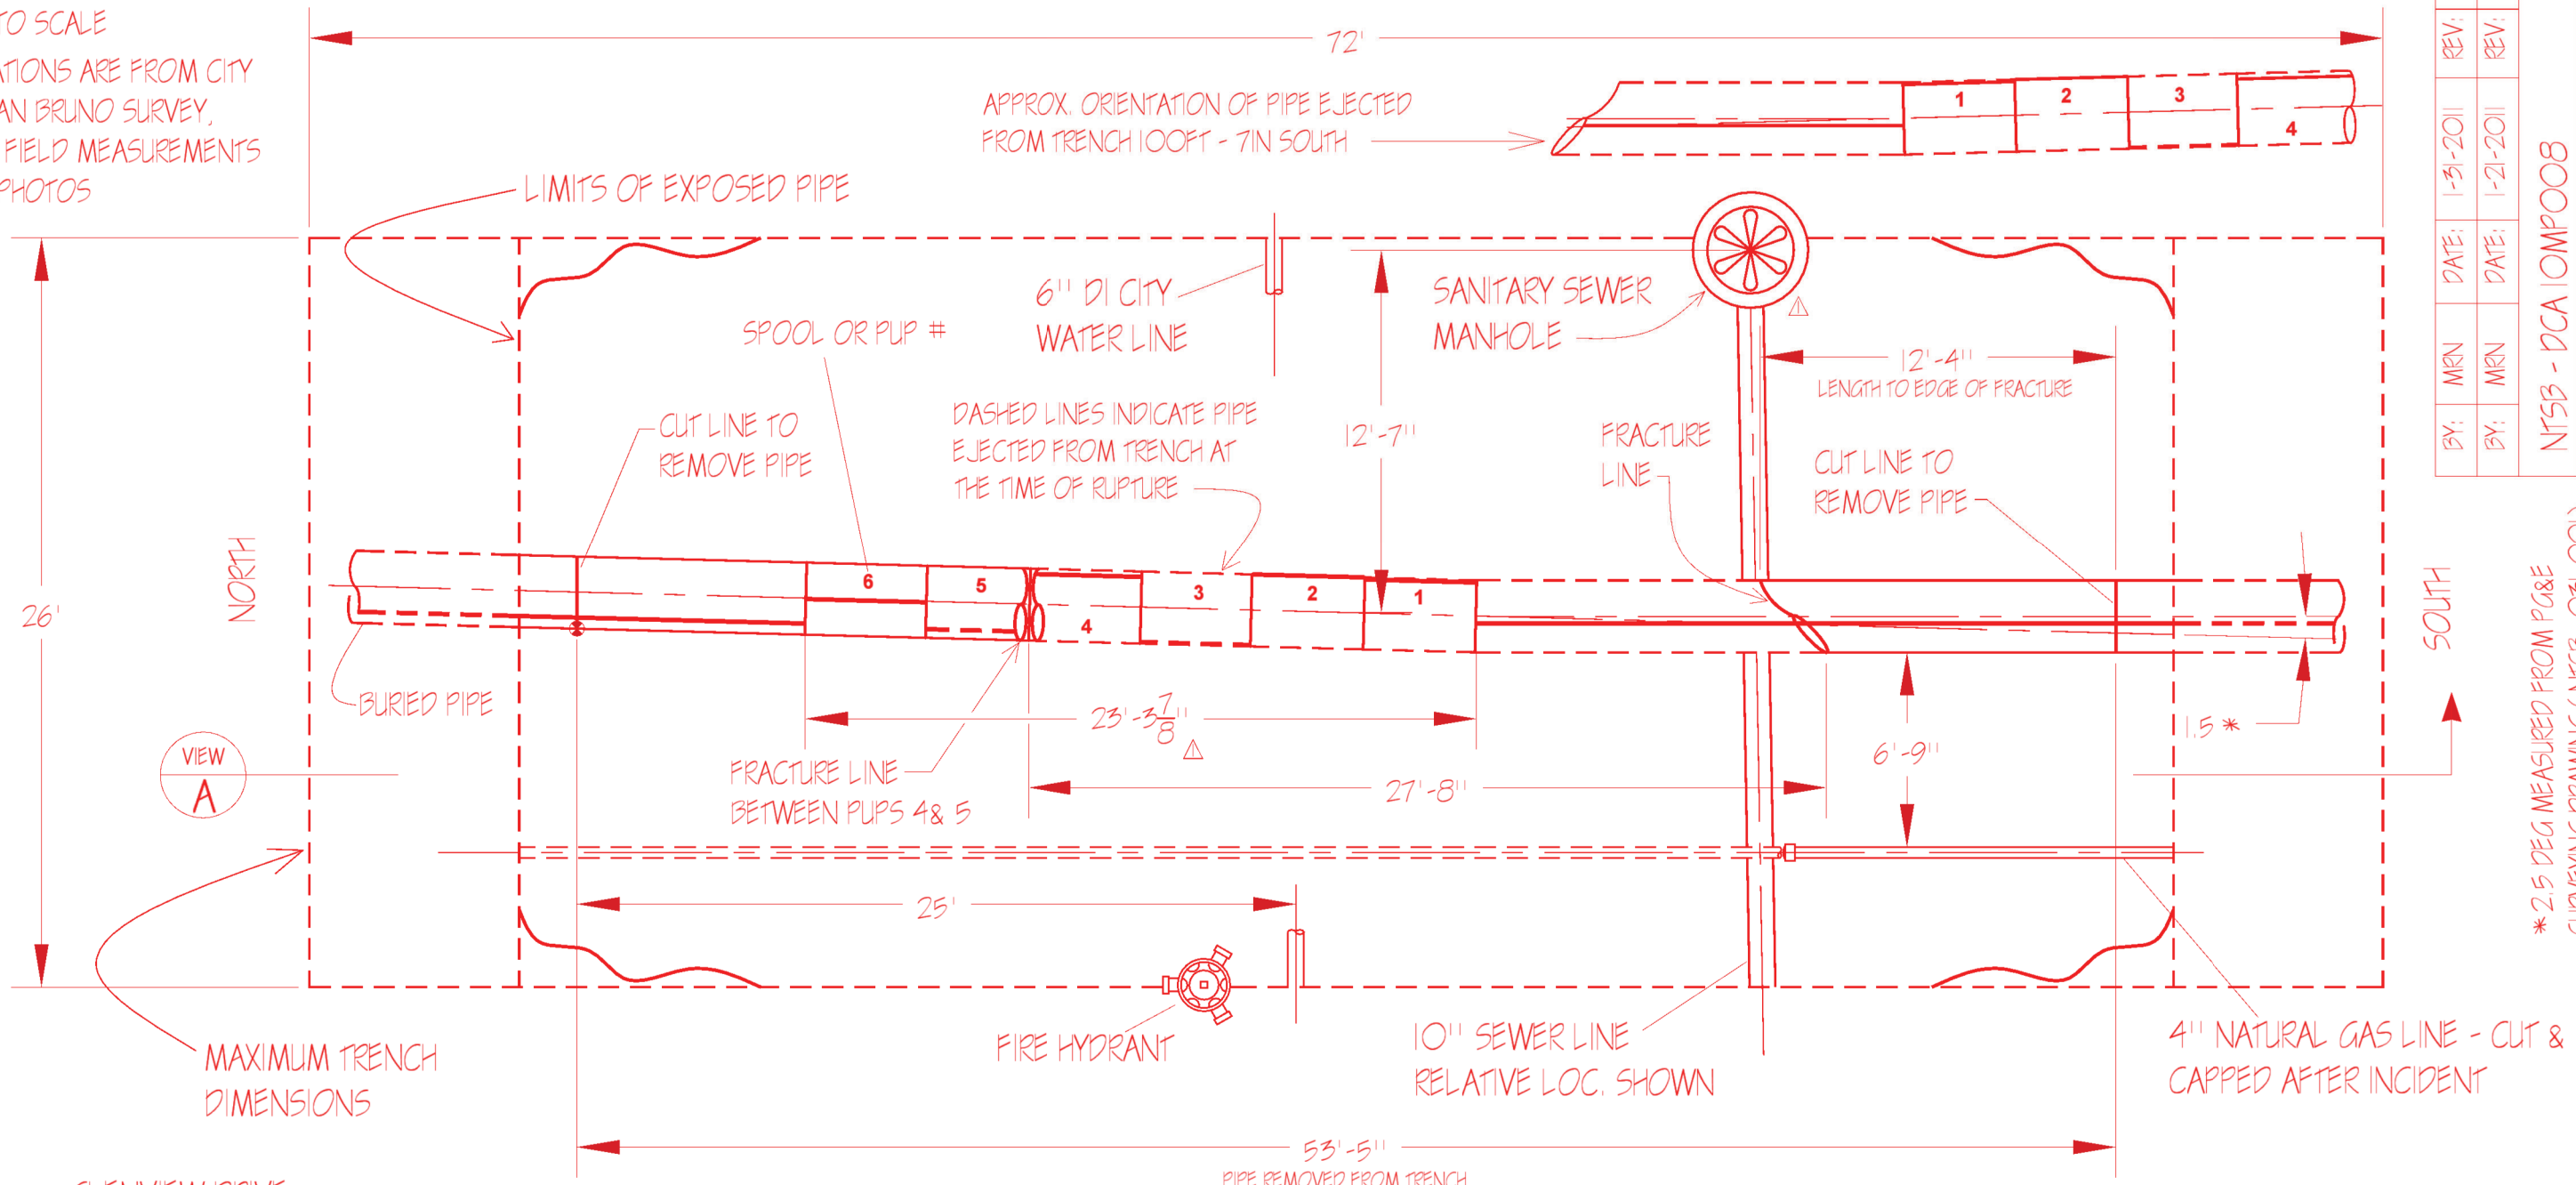 TO SCALE
ATIONS ARE FROM CITY
AN BRUNO SURVEY,
FIELD MEASUREMENTS
PHOTOS
72'
APPROX. ORIENTATION OF PIPE EJECTED
FROM TRENCH 100FT - 7IN SOUTH
1
2
3
4
LIMITS OF EXPOSED PIPE
6" DI CITY
WATER LINE
SANITARY SEWER
MANHOLE
1
SPOOL OR PUP #
12'-4"
LENGTH TO EDGE OF FRACTURE
CUT LINE TO
REMOVE PIPE
DASHED LINES INDICATE PIPE
EJECTED FROM TRENCH AT
THE TIME OF RUPTURE
12'-7"
FRACTURE
LINE
CUT LINE TO
REMOVE PIPE
NORTH
26'
6
5
4
3
2
1
SOUTH
BURIED PIPE
23'-3 7/8"
1
1.5 *
6'-9"
VIEW
A
FRACTURE LINE
BETWEEN PUPS 4& 5
27'-8"
25'
FIRE HYDRANT
10" SEWER LINE
RELATIVE LOC. SHOWN
4" NATURAL GAS LINE - CUT &
CAPPED AFTER INCIDENT
MAXIMUM TRENCH
DIMENSIONS
53'-5"
PIPE REMOVED FROM TRENCH
GLENVIEW DRIVE
BY: MRN DATE: 1-31-2011 REV:
BY: MRN DATE: 1-21-2011 REV:
NTSB - DCA10MP008
* 2.5 DEG MEASURED FROM PG&E